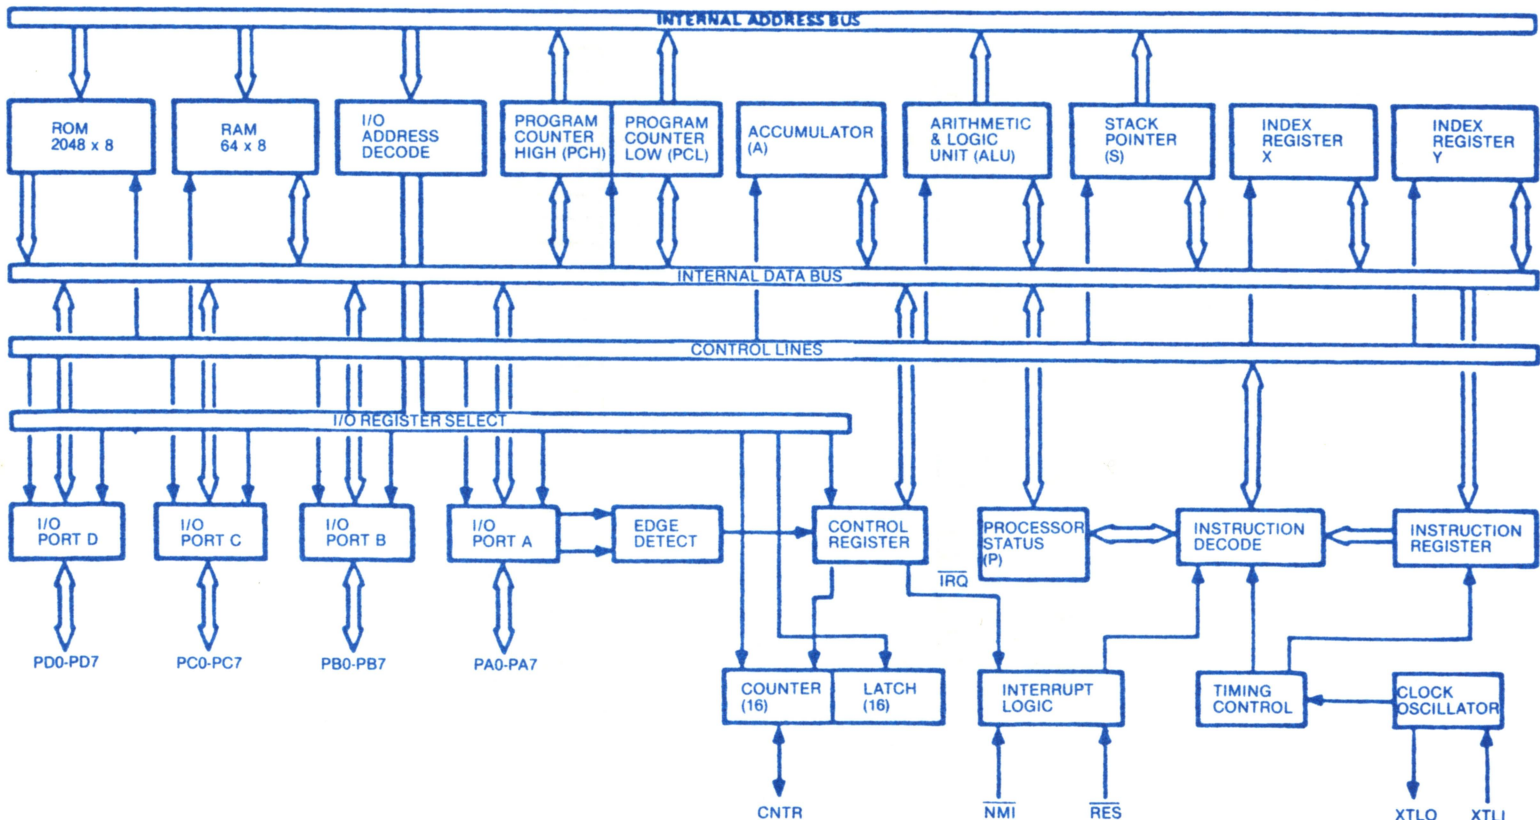 INTERNAL ADDRESS BUS
ROM
2048 x 8
RAM
64 x 8
I/O
ADDRESS
DECODE
PROGRAM
COUNTER
HIGH (PCH)
PROGRAM
COUNTER
LOW (PCL)
ACCUMULATOR
(A)
ARITHMETIC
& LOGIC
UNIT (ALU)
STACK
POINTER
(S)
INDEX
REGISTER
X
INDEX
REGISTER
Y
INTERNAL DATA BUS
CONTROL LINES
I/O REGISTER SELECT
I/O
PORT D
I/O
PORT C
I/O
PORT B
I/O
PORT A
EDGE
DETECT
CONTROL
REGISTER
PROCESSOR
STATUS
(P)
INSTRUCTION
DECODE
INSTRUCTION
REGISTER
IRQ
PD0-PD7
PC0-PC7
PB0-PB7
PA0-PA7
COUNTER
(16)
LATCH
(16)
INTERRUPT
LOGIC
TIMING
CONTROL
CLOCK
OSCILLATOR
CNTR
NMI
RES
XTLO
XTLI